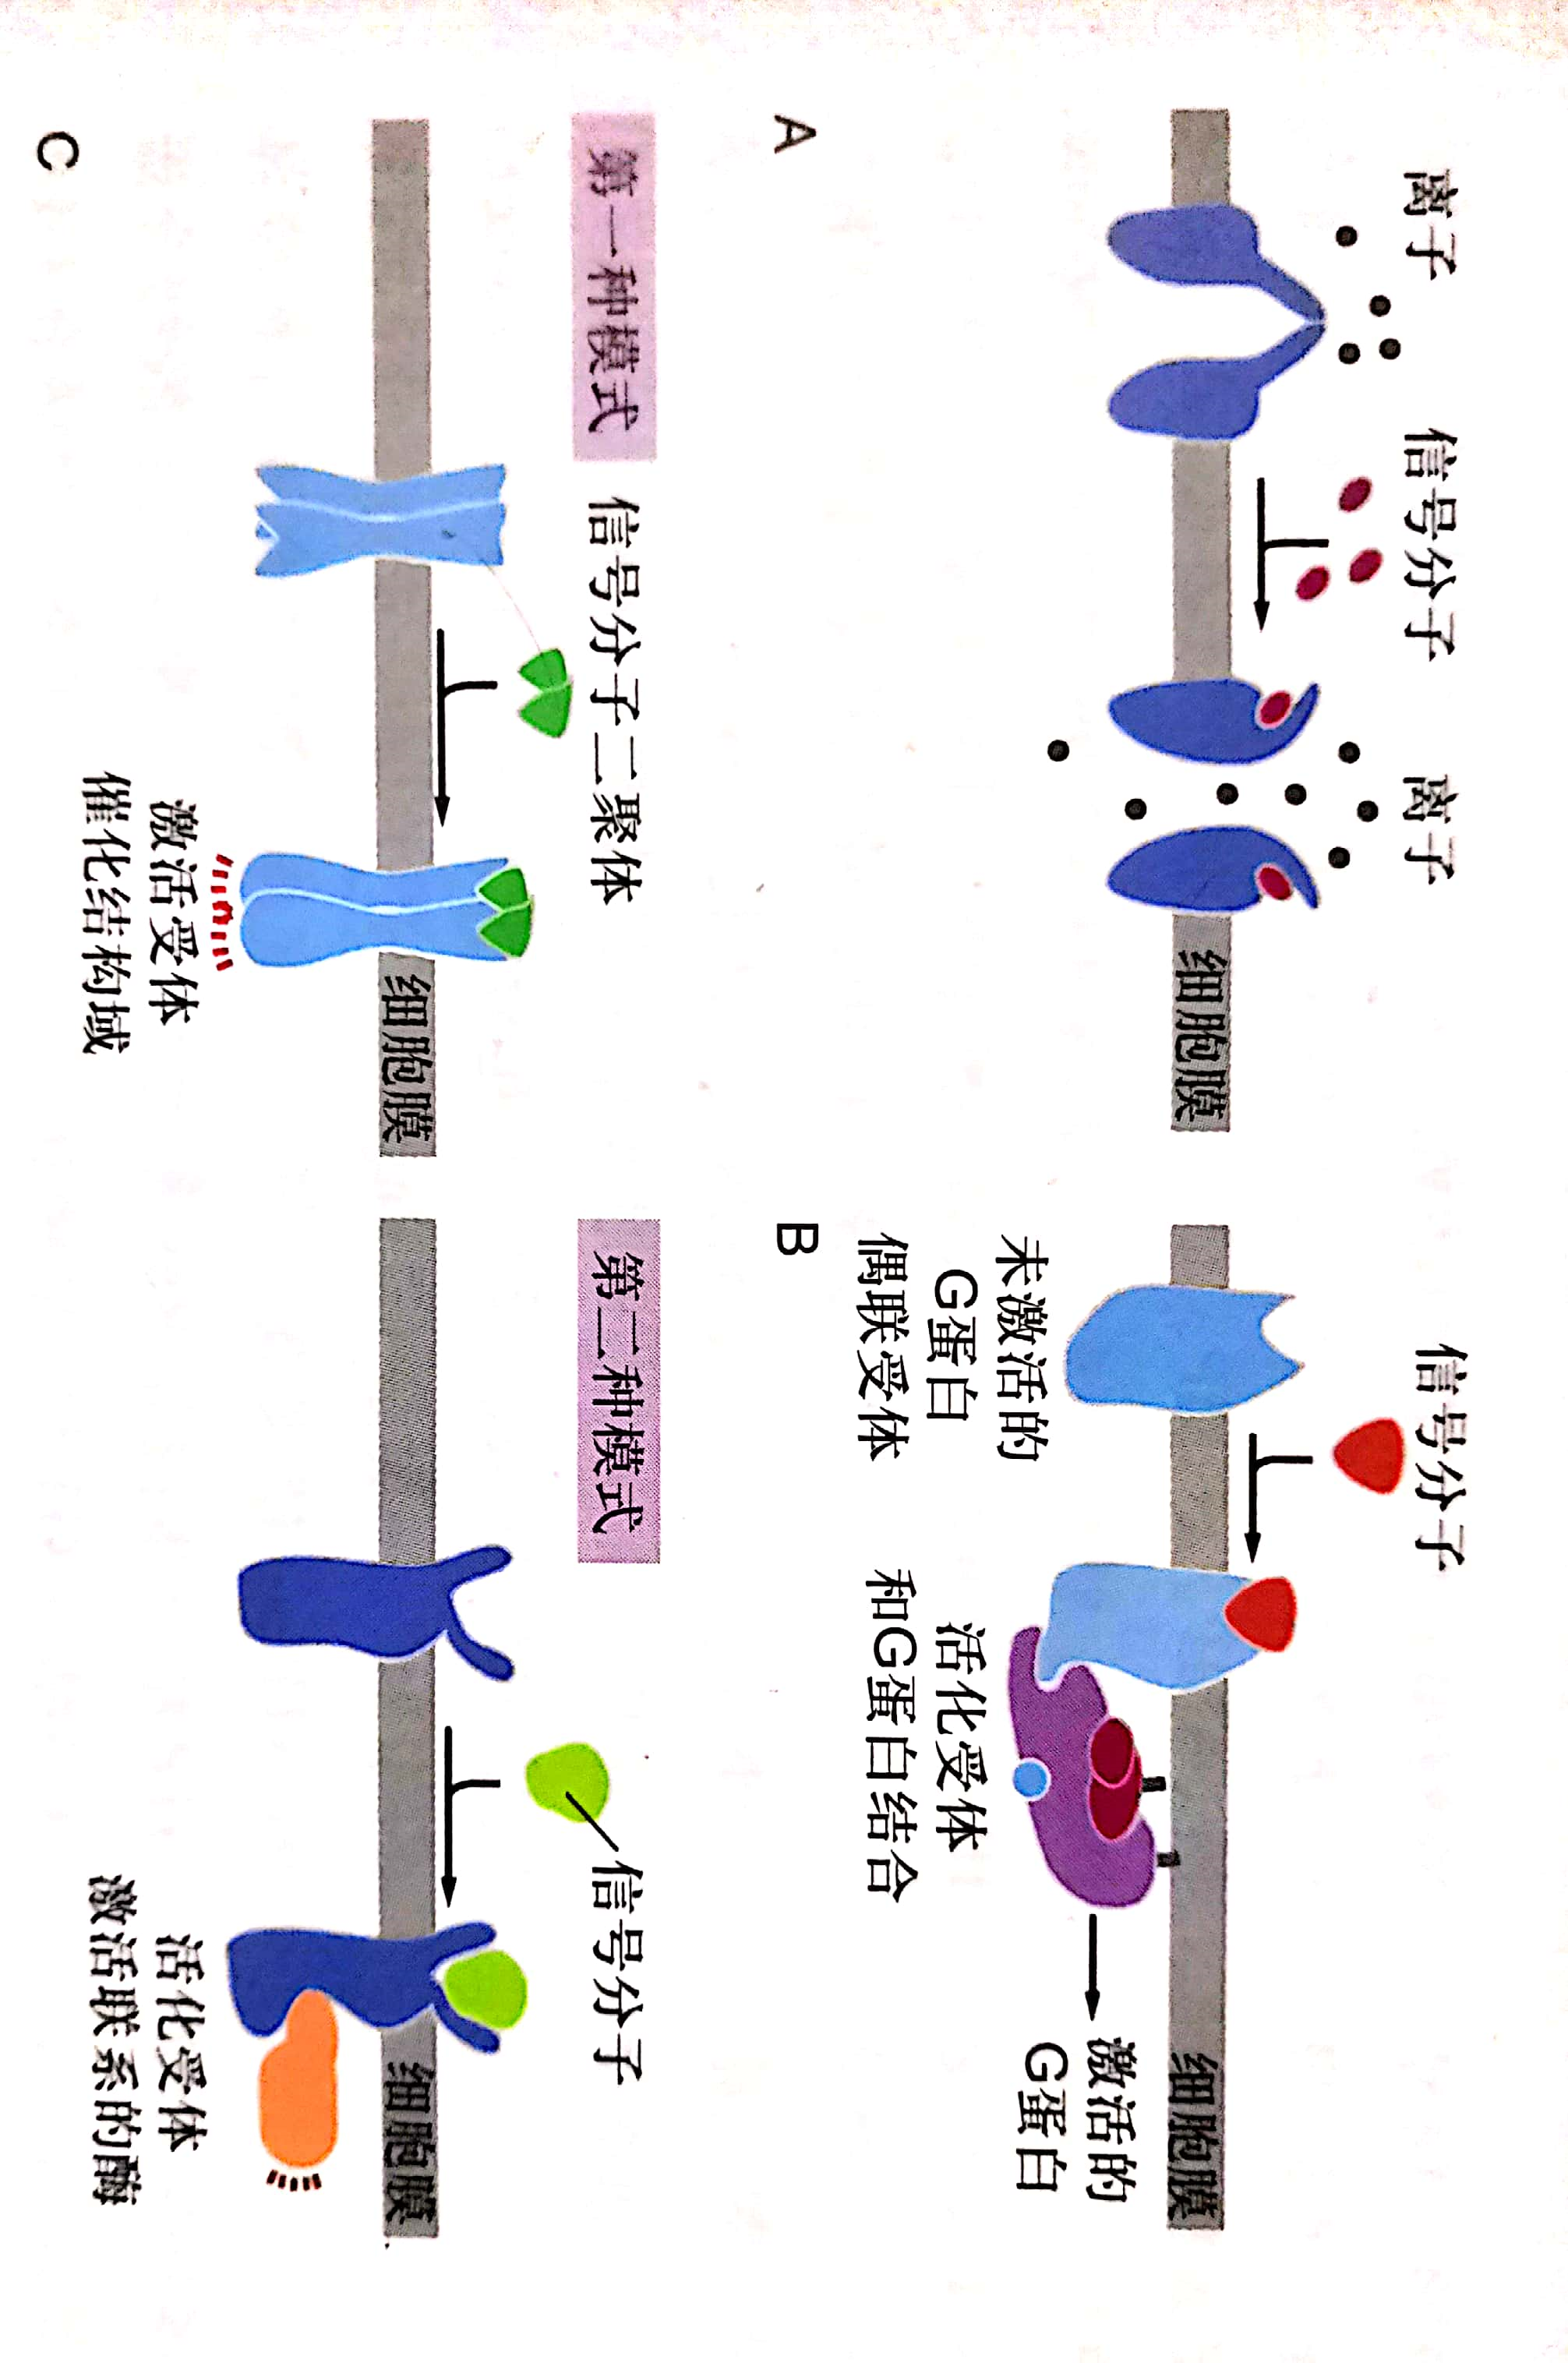 离子
信号分子
离子
细胞膜
A
信号分子
细胞膜
未激活的
G蛋白
偶联受体
活化受体
和G蛋白结合
激活的
G蛋白
B
第一种模式
信号分子二聚体
细胞膜
激活受体
催化结构域
第二种模式
信号分子
细胞膜
活化受体
激活联系的酶
C